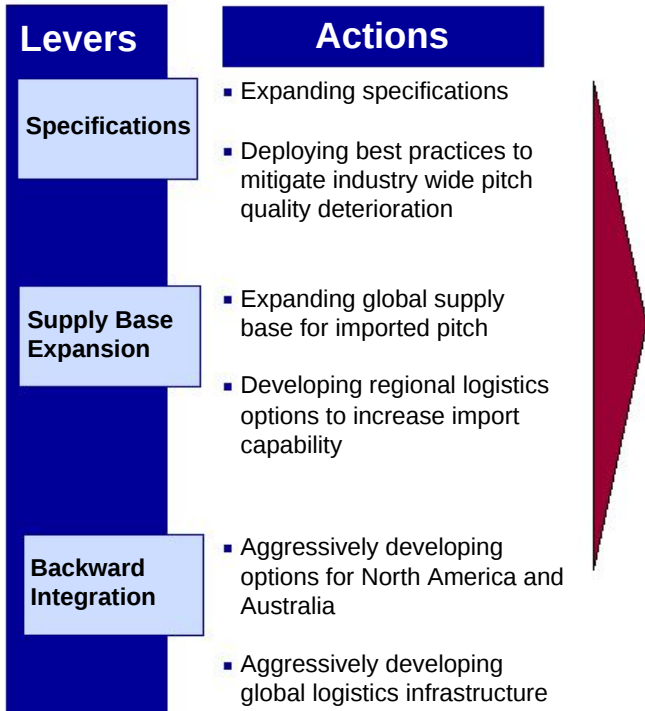 Levers
Actions
Specifications
▪ Expanding specifications
▪ Deploying best practices to
mitigate industry wide pitch
quality deterioration
Supply Base
Expansion
▪ Expanding global supply
base for imported pitch
▪ Developing regional logistics
options to increase import
capability
Backward
Integration
▪ Aggressively developing
options for North America and
Australia
▪ Aggressively developing
global logistics infrastructure